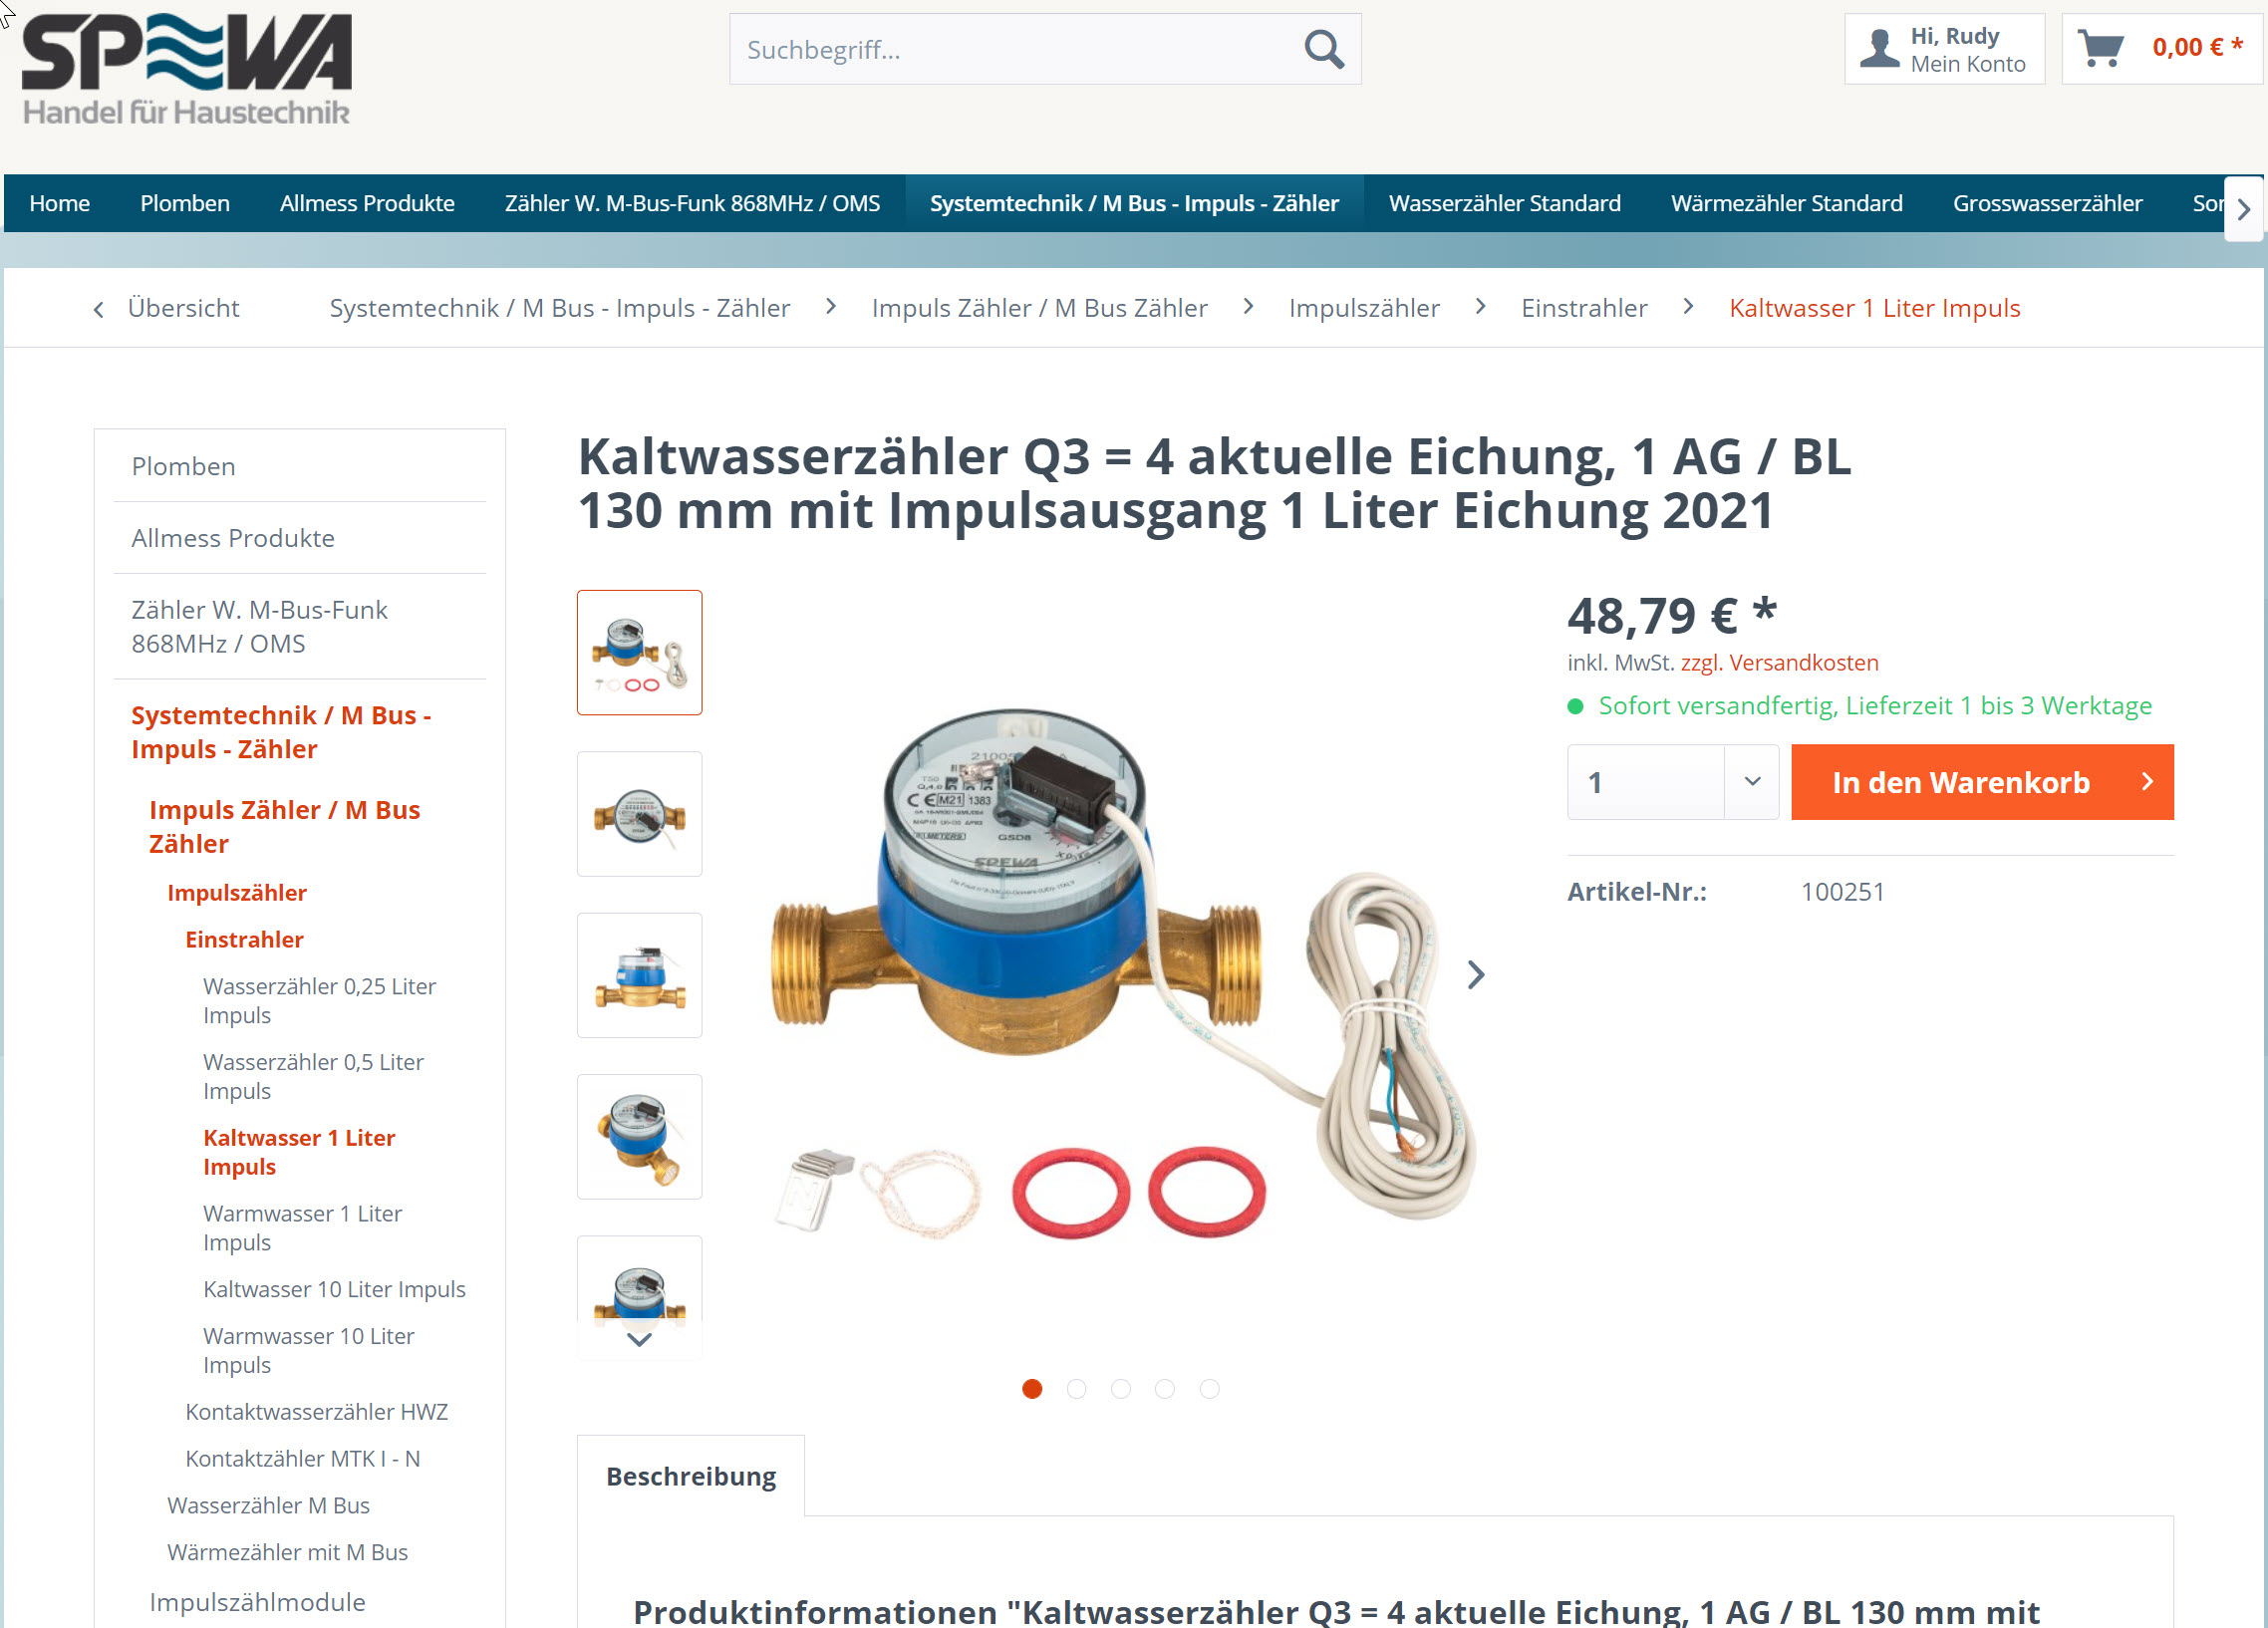 SPEWA
Handel für Haustechnik
Suchbegriff...
Hi, Rudy
Mein Konto
0,00 € *
Home
Plomben
Allmess Produkte
Zähler W. M-Bus-Funk 868MHz / OMS
Systemtechnik / M Bus - Impuls - Zähler
Wasserzähler Standard
Wärmezähler Standard
Grosswasserzähler
Übersicht
Systemtechnik / M Bus - Impuls - Zähler
Impuls Zähler / M Bus Zähler
Impulszähler
Einstrahler
Kaltwasser 1 Liter Impuls
Plomben
Allmess Produkte
Zähler W. M-Bus-Funk
868MHz / OMS
Systemtechnik / M Bus -
Impuls - Zähler
Impuls Zähler / M Bus
Zähler
Impulszähler
Einstrahler
Wasserzähler 0,25 Liter
Impuls
Wasserzähler 0,5 Liter
Impuls
Kaltwasser 1 Liter
Impuls
Warmwasser 1 Liter
Impuls
Kaltwasser 10 Liter Impuls
Warmwasser 10 Liter
Impuls
Kontaktwasserzähler HWZ
Kontaktzähler MTK I - N
Wasserzähler M Bus
Wärmezähler mit M Bus
Impulszählmodule
Kaltwasserzähler Q3 = 4 aktuelle Eichung, 1 AG / BL
130 mm mit Impulsausgang 1 Liter Eichung 2021
T50
CE M21 1383
METERS
GSD8
SPEWA
48,79 € *
inkl. MwSt. zzgl. Versandkosten
Sofort versandfertig, Lieferzeit 1 bis 3 Werktage
1
In den Warenkorb
Artikel-Nr.:
100251
Beschreibung
Produktinformationen "Kaltwasserzähler Q3 = 4 aktuelle Eichung, 1 AG / BL 130 mm mit